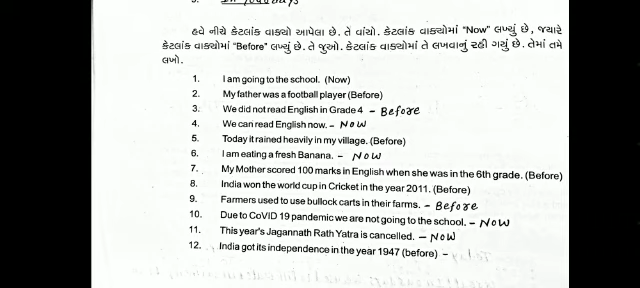 હવે નીચે કેટલાંક વાક્યો આપેલા છે. તે વાંચો. કેટલાંક વાક્યોમાં "Now" લખ્યું છે, જ્યારે
કેટલાંક વાક્યોમાં "Before" લખ્યું છે. તે જુઓ. કેટલાંક વાક્યોમાં તે લખવાનું રહી ગયું છે. તેમાં તમે
લખો.
1. I am going to the school. (Now)
2. My father was a football player (Before)
3. We did not read English in Grade 4 - Before
4. We can read English now. - Now
5. Today it rained heavily in my village. (Before)
6. I am eating a fresh Banana. - Now
7. My Mother scored 100 marks in English when she was in the 6th grade. (Before)
8. India won the world cup in Cricket in the year 2011. (Before)
9. Farmers used to use bullock carts in their farms. - Before
10. Due to CoVID 19 pandemic we are not going to the school. - Now
11. This year's Jagannath Rath Yatra is cancelled. - Now
12. India got its independence in the year 1947 (before) -